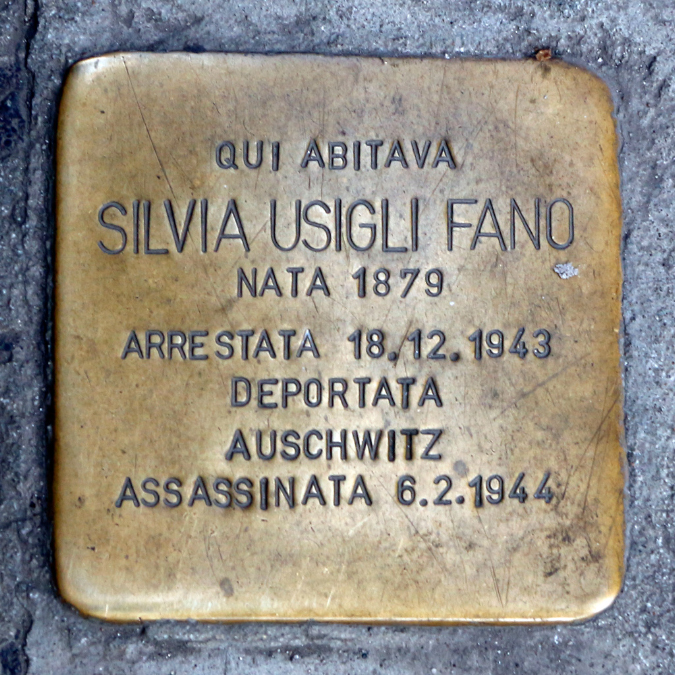 QUI ABITAVA
SILVIA USIGLI FANO
NATA 1879
ARRESTATA 18.12.1943
DEPORTATA
AUSCHWITZ
ASSASSINATA 6.2.1944